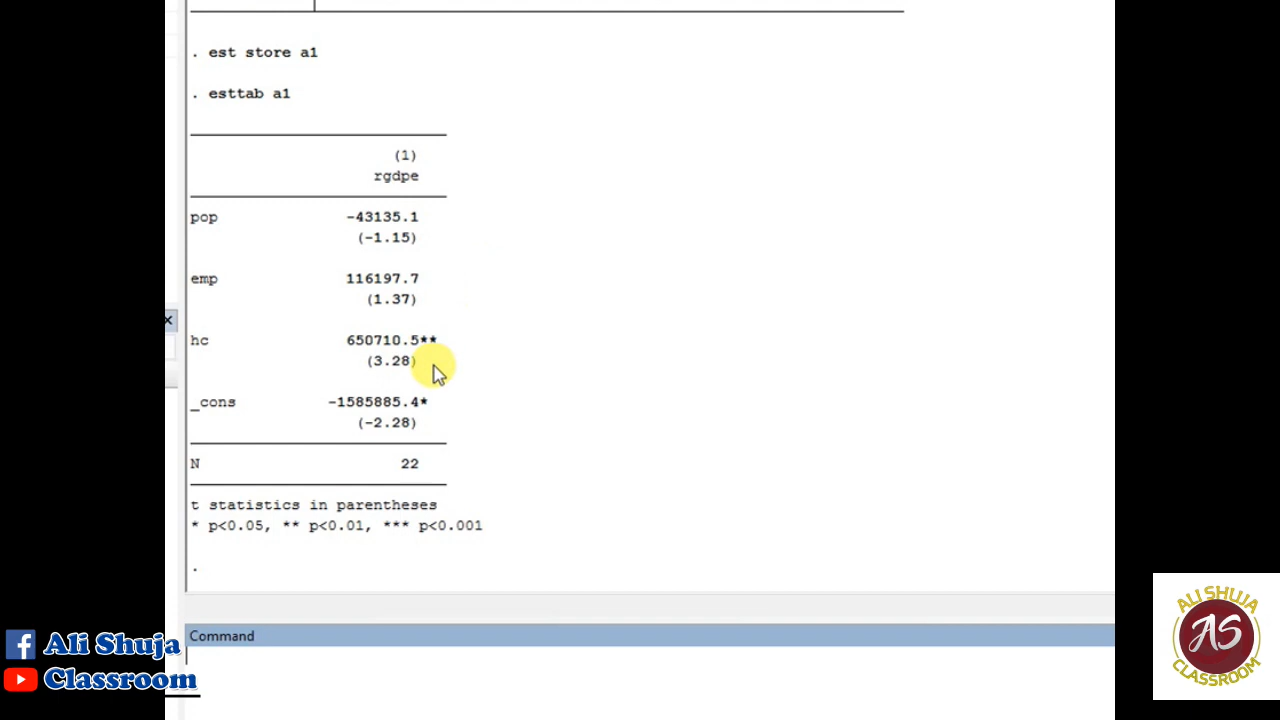 . est store a1
. esttab a1
(1)
rgdpe
pop -43135.1
(-1.15)
emp 116197.7
(1.37)
hc 650710.5**
(3.28)
_cons -1585885.4*
(-2.28)
N 22
t statistics in parentheses
* p<0.05, ** p<0.01, *** p<0.001
.
Command
Ali Shuja
Classroom
ALI SHUJA
AS
CLASSROOM